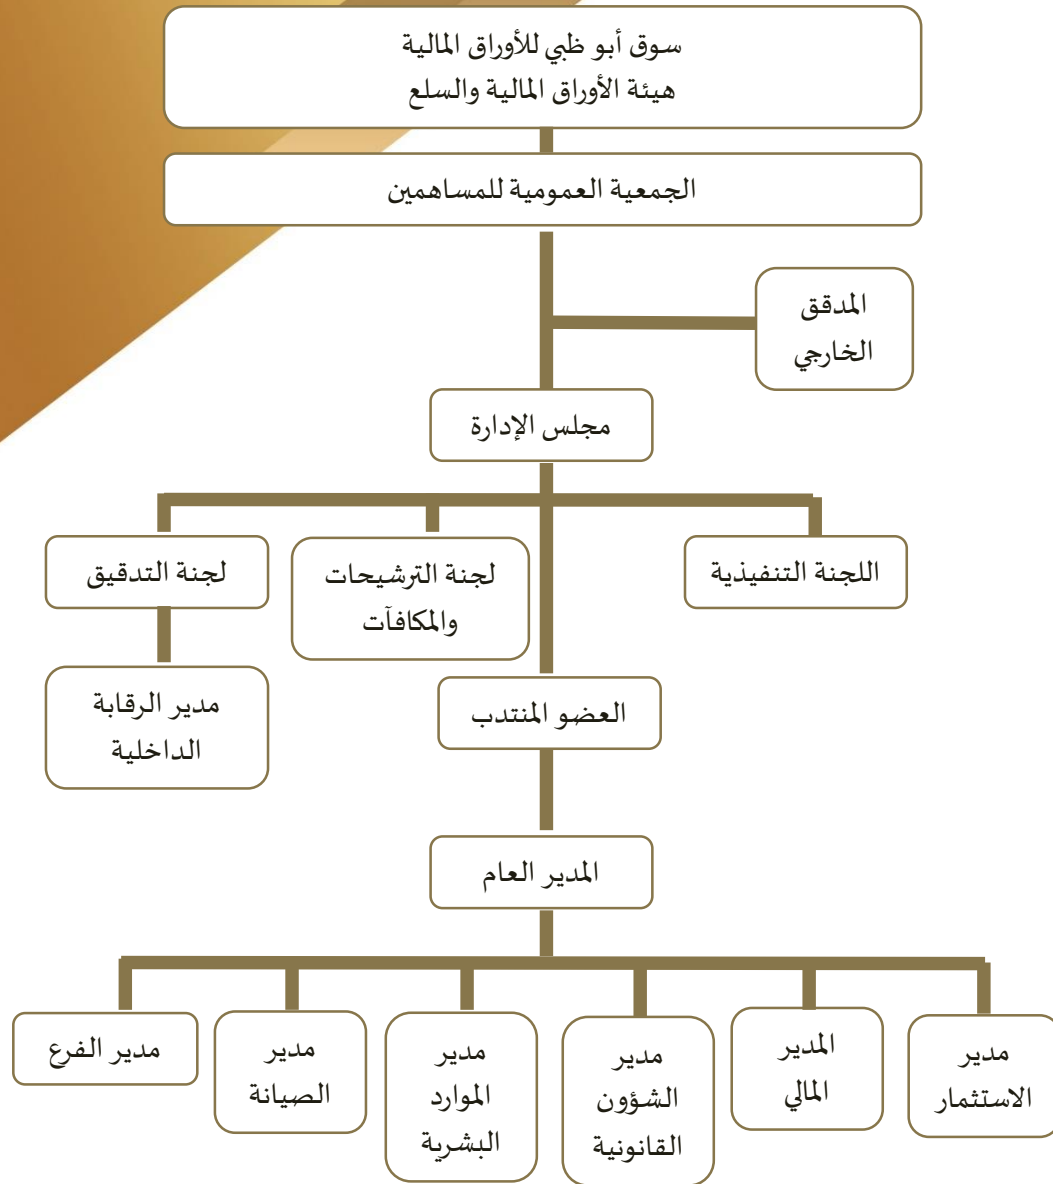 سوق أبو ظبي للأوراق المالية
هيئة الأوراق المالية والسلع
الجمعية العمومية للمساهمين
المدقق
الخارجي
مجلس الإدارة
اللجنة التنفيذية
لجنة الترشيحات
والمكافآت
لجنة التدقيق
مدير الرقابة
الداخلية
العضو المنتدب
المدير العام
مدير
الاستثمار
المدير
المالي
مدير
الشؤون
القانونية
مدير
الموارد
البشرية
مدير
الصيانة
مدير الفرع